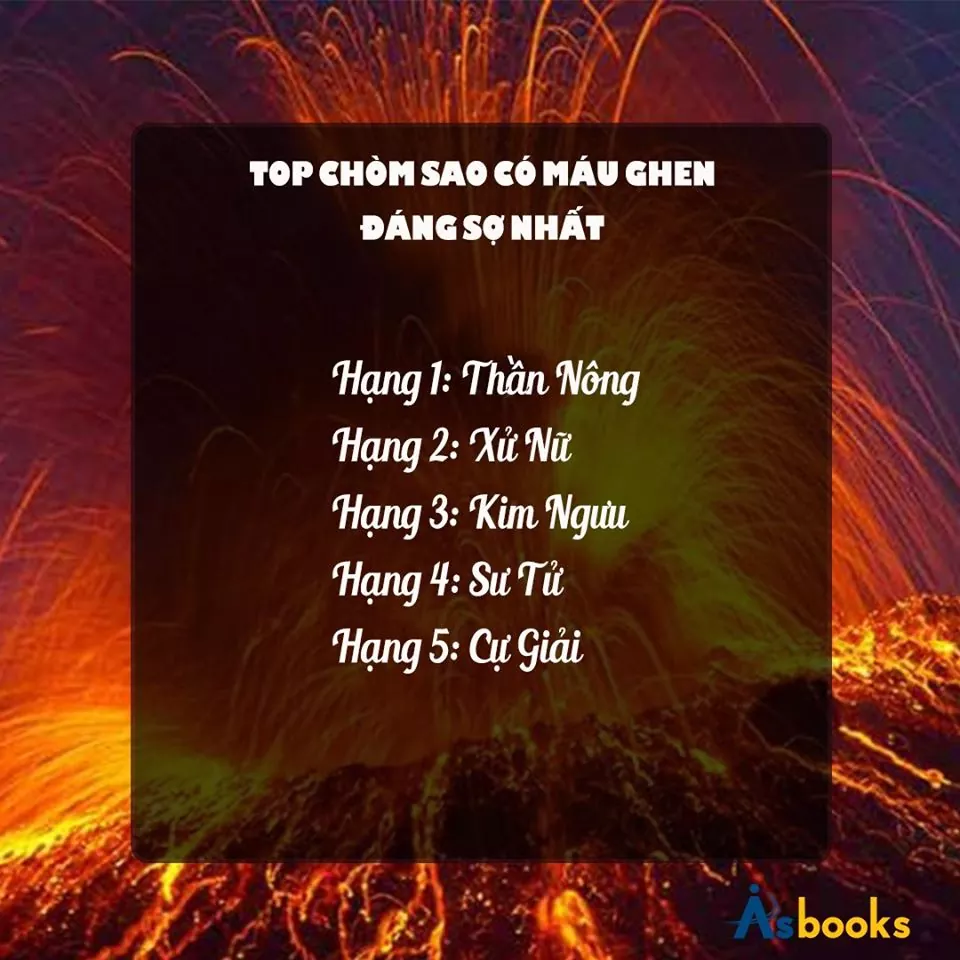 TOP CHÒM SAO CÓ MÁU GHEN
ĐÁNG SỢ NHẤT
Hạng 1: Thần Nông
Hạng 2: Xử Nữ
Hạng 3: Kim Ngưu
Hạng 4: Sư Tử
Hạng 5: Cự Giải
Asbooks